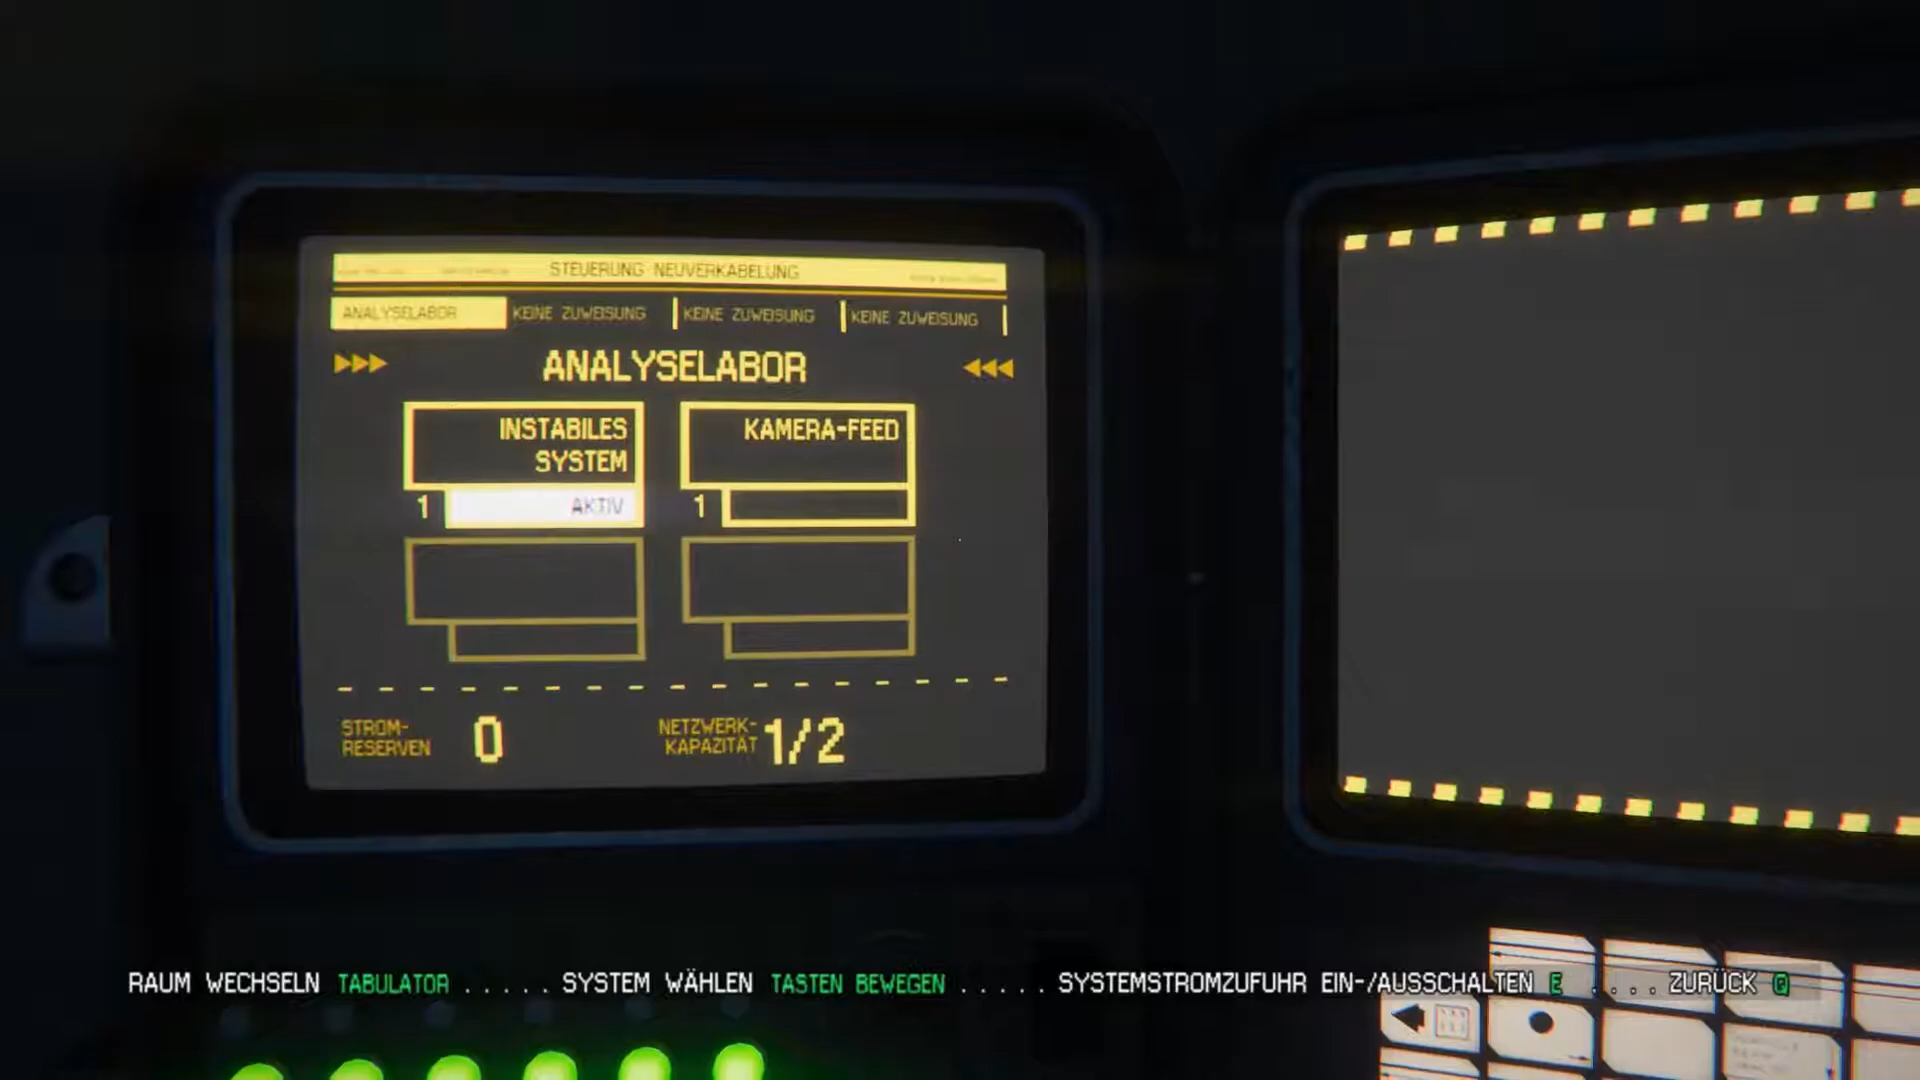 STEUERUNG NEUVERKABELUNG
ANALYSELABOR KEINE ZUWEISUNG KEINE ZUWEISUNG KEINE ZUWEISUNG
ANALYSELABOR
INSTABILES
SYSTEM
1 AKTIV
KAMERA-FEED
1
STROM-
RESERVEN 0
NETZWERK-
KAPAZITÄT 1/2
RAUM WECHSELN TABULATOR ..... SYSTEM WÄHLEN TASTEN BEWEGEN ..... SYSTEMSTROMZUFUHR EIN-/AUSSCHALTEN E .... ZURÜCK Q